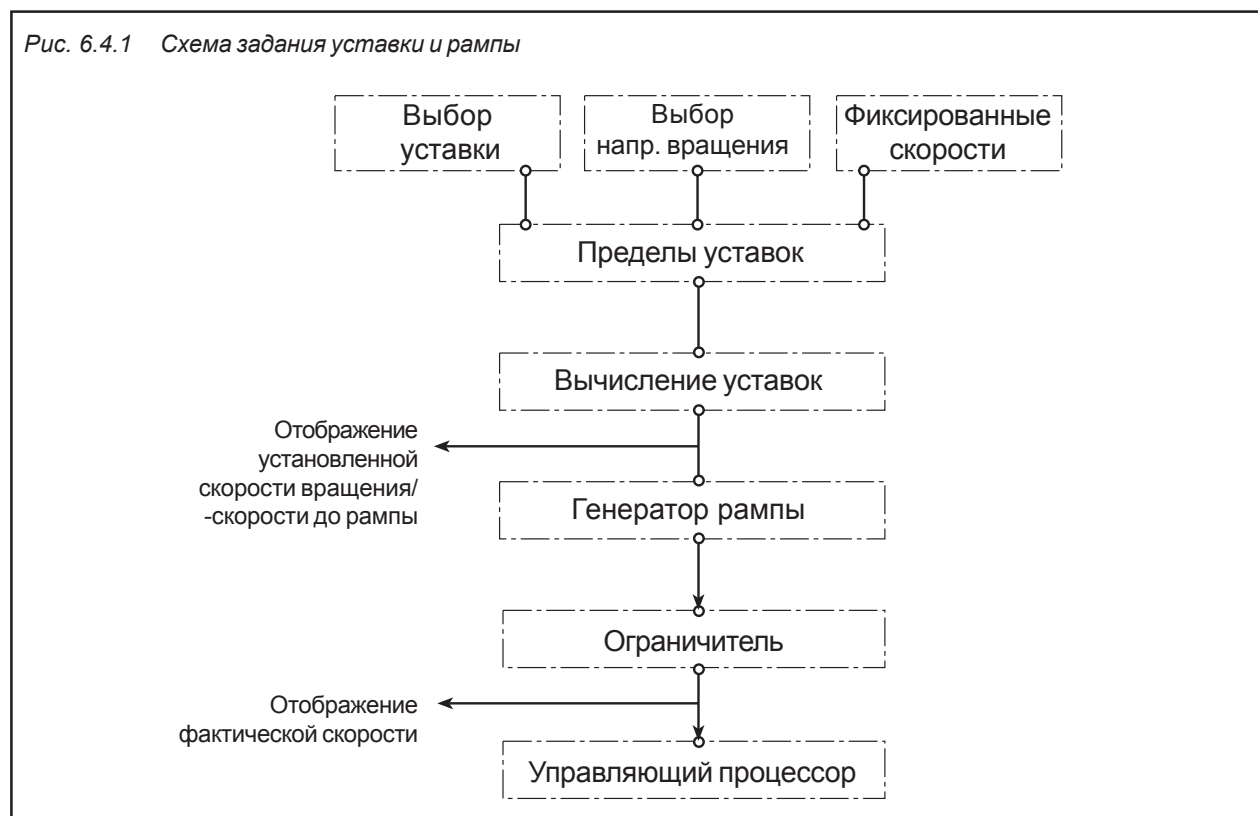 Рис. 6.4.1 Схема задания уставки и рампы
Выбор
уставки
Выбор
напр. вращения
Фиксированные
скорости
Пределы уставок
Вычисление уставок
Отображение
установленной
скорости вращения/
-скорости до рампы
Генератор рампы
Ограничитель
Отображение
фактической скорости
Управляющий процессор